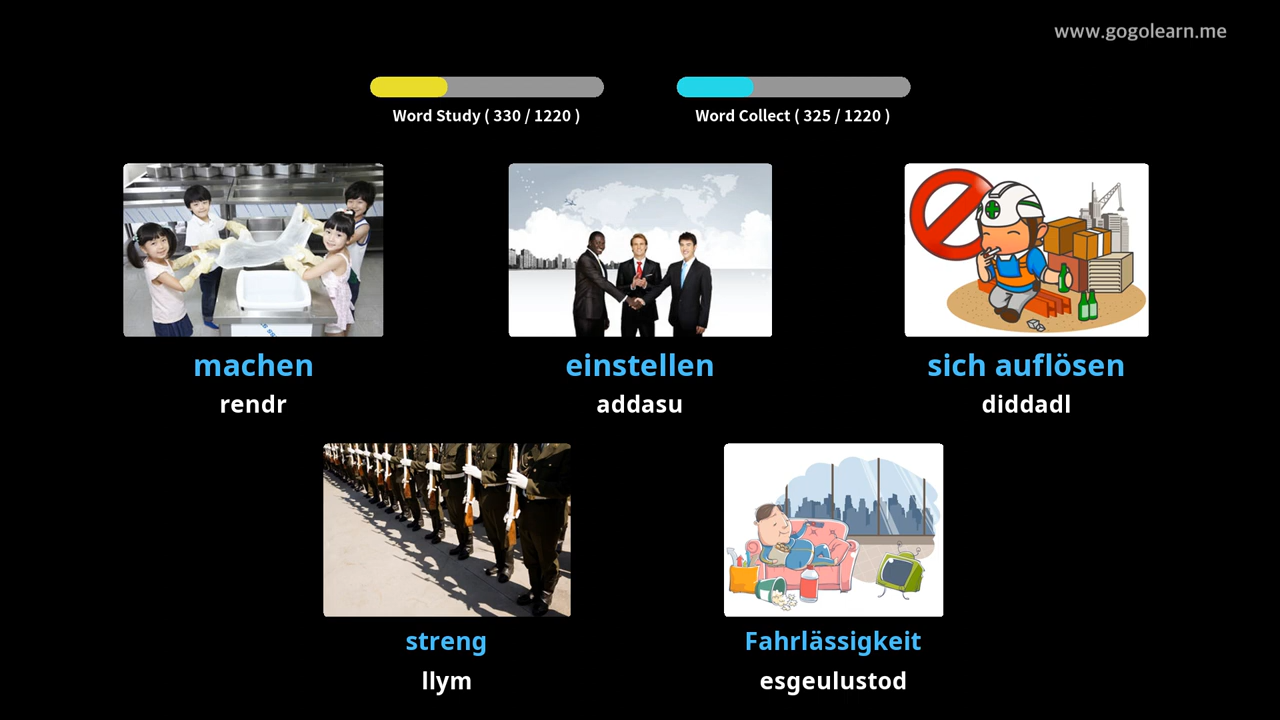 www.gogolearn.me
Word Study ( 330 / 1220 )
Word Collect ( 325 / 1220 )
machen
rendr
einstellen
addasu
sich auflösen
diddadl
streng
llym
Fahrlässigkeit
esgeulustod